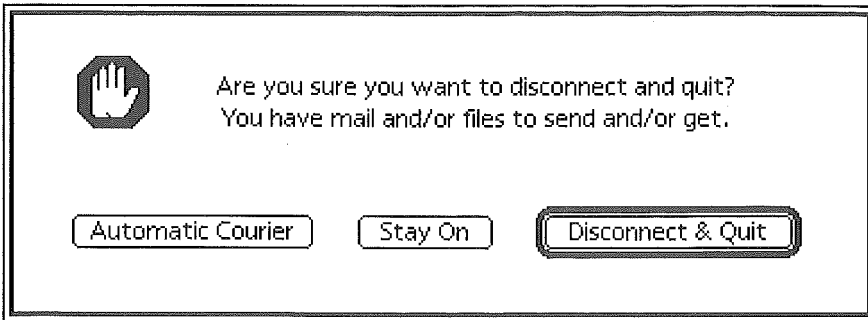 Are you sure you want to disconnect and quit?
You have mail and/or files to send and/or get.
Automatic Courier
Stay On
Disconnect & Quit